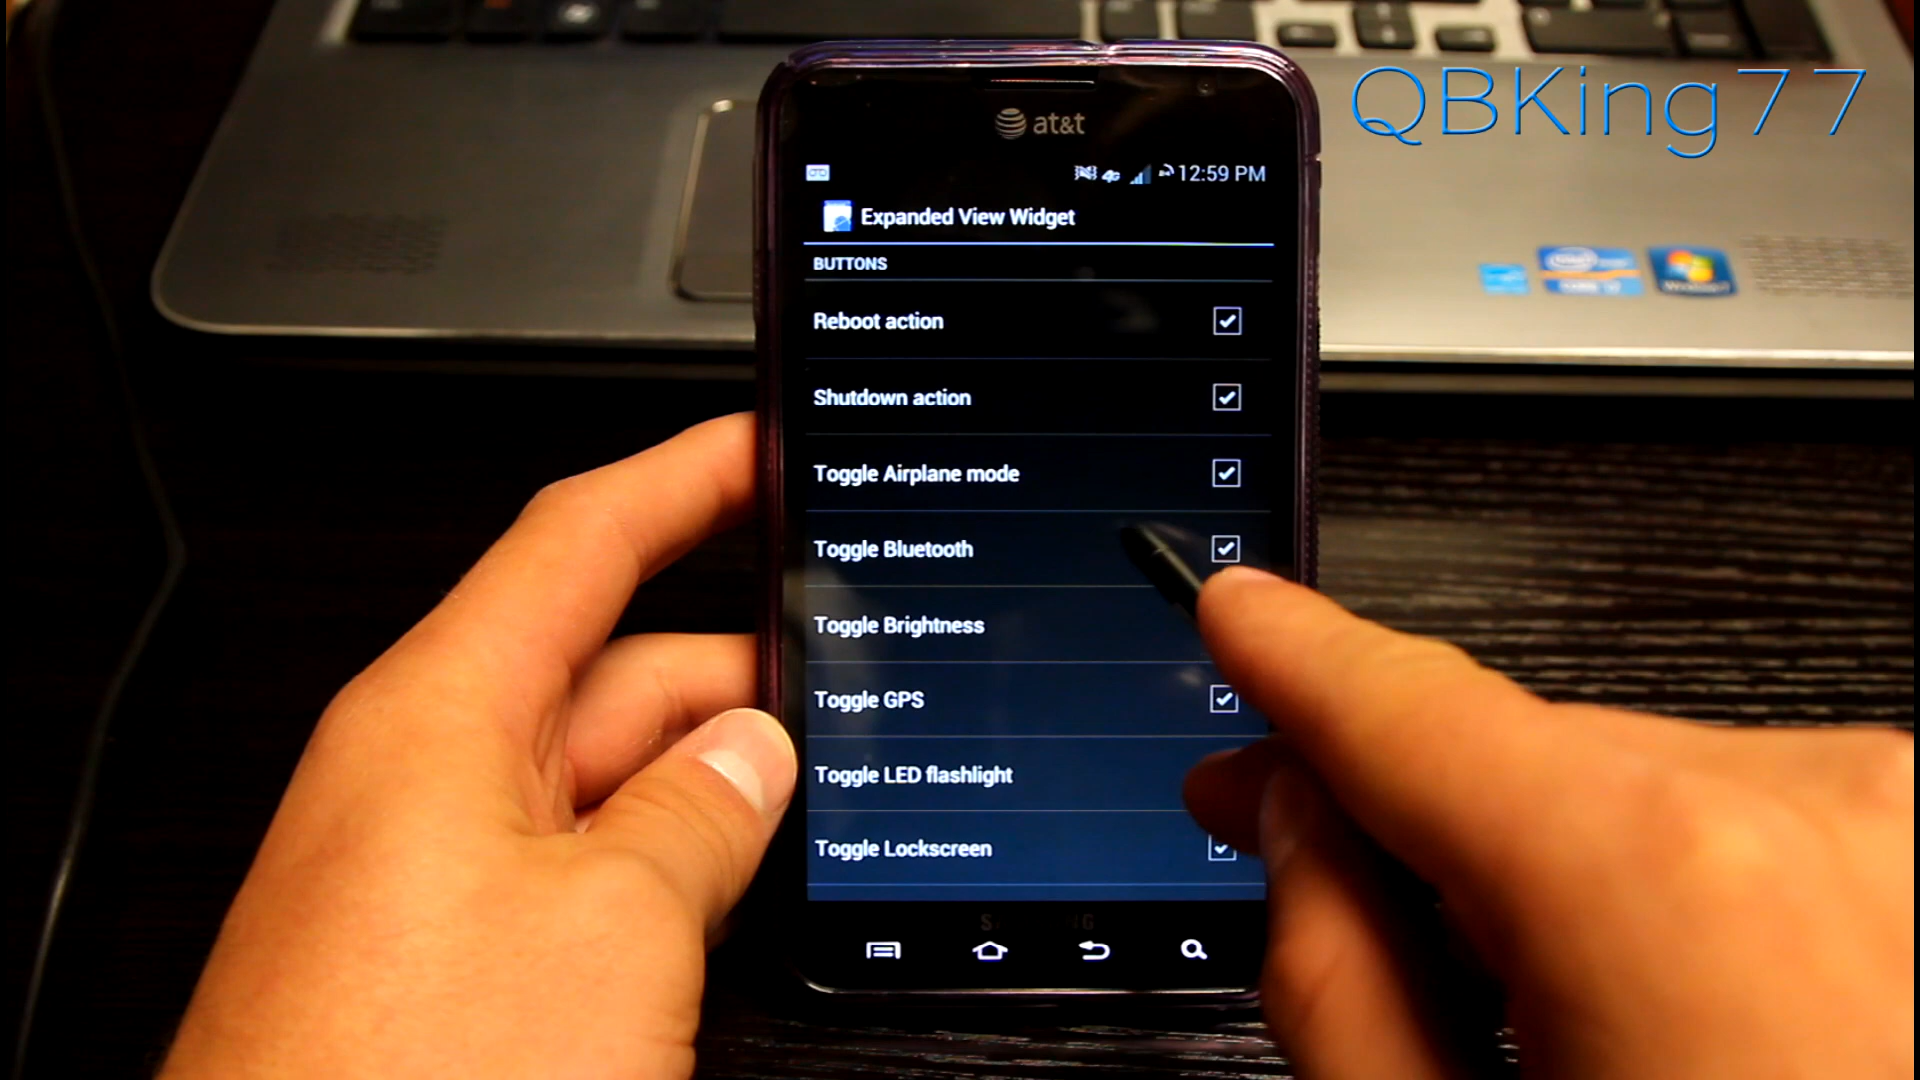 QBKing77
at&t
4G 12:59 PM
Expanded View Widget
BUTTONS
Reboot action
Shutdown action
Toggle Airplane mode
Toggle Bluetooth
Toggle Brightness
Toggle GPS
Toggle LED flashlight
Toggle Lockscreen